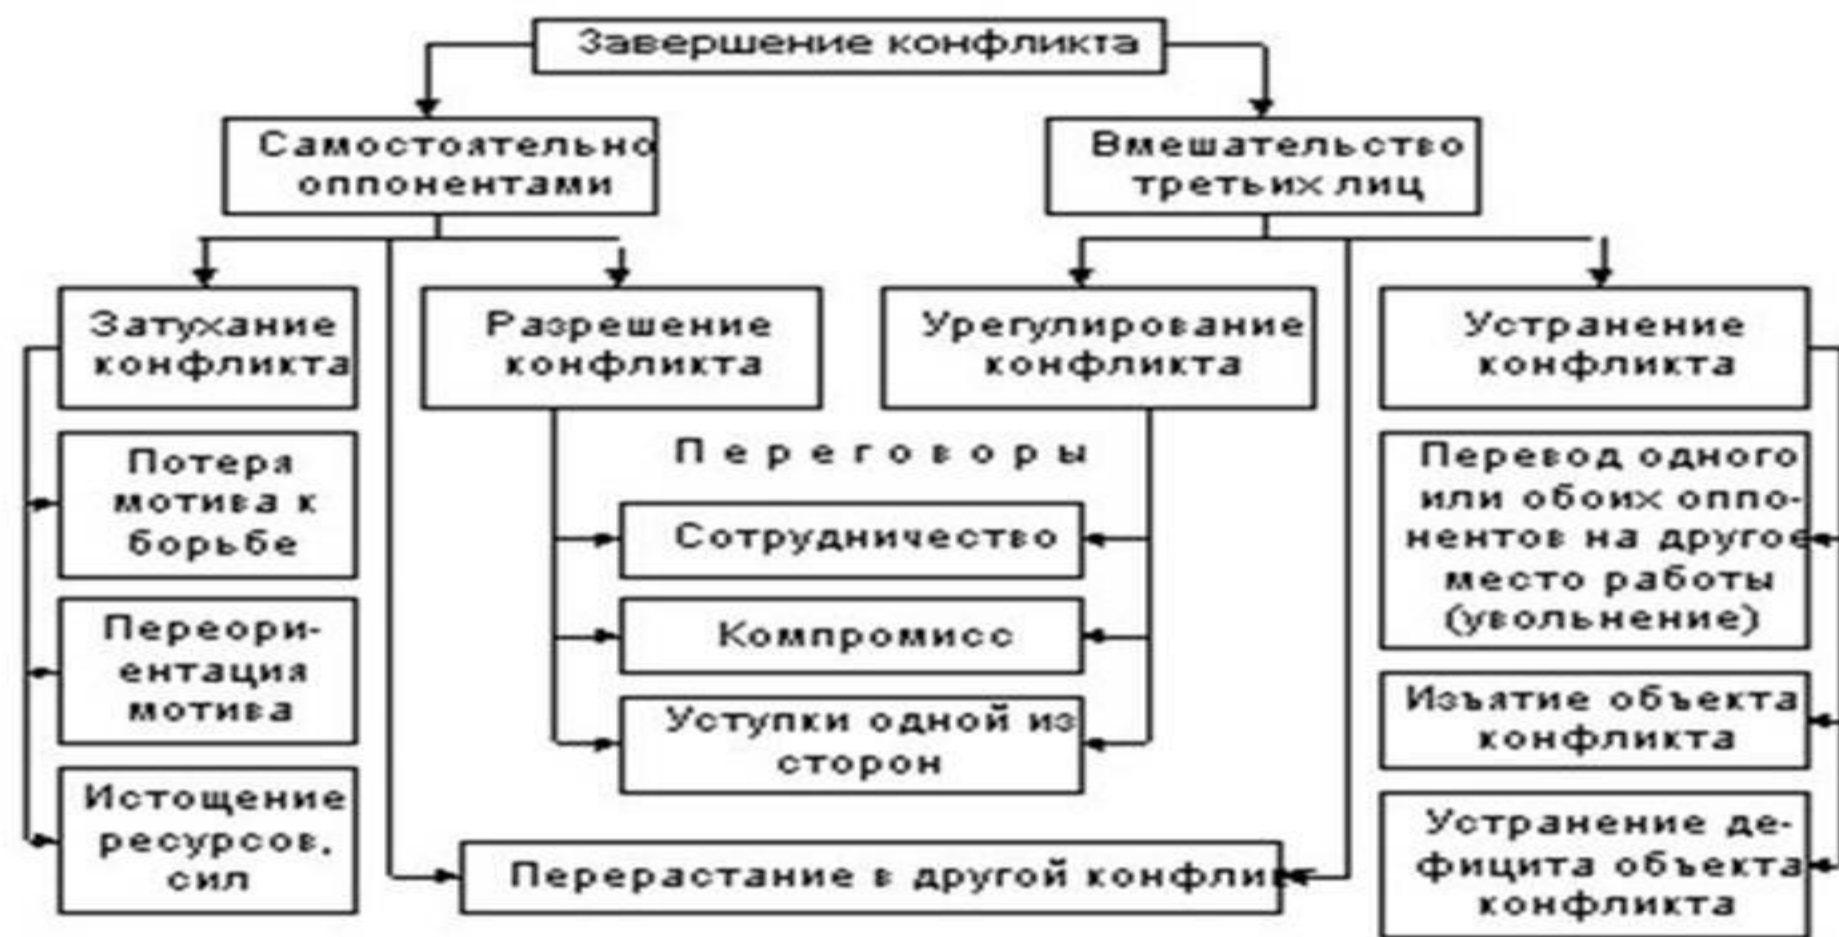 Завершение конфликта
Самостоятельно
оппонентами
Вмешательство
третьих лиц
Затухание
конфликта
Разрешение
конфликта
Урегулирование
конфликта
Устранение
конфликта
Переговоры
Потеря
мотива к
борьбе
Переори-
ентация
мотива
Истощение
ресурсов,
сил
Сотрудничество
Компромисс
Уступки одной из
сторон
Перерастание в другой конфли
Перевод одного
или обоих оппо-
нентов на другое
место работы
(увольнение)
Изъятие объекта
конфликта
Устранение де-
фицита объекта
конфликта